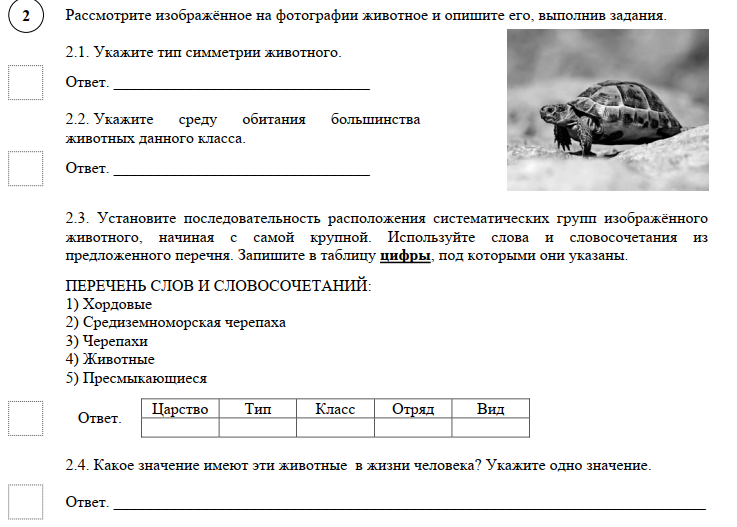 2
Рассмотрите изображённое на фотографии животное и опишите его, выполнив задания.
2.1. Укажите тип симметрии животного.
Ответ. ________________________________
2.2. Укажите среду обитания большинства
животных данного класса.
Ответ. ________________________________
2.3. Установите последовательность расположения систематических групп изображённого
животного, начиная с самой крупной. Используйте слова и словосочетания из
предложенного перечня. Запишите в таблицу цифры, под которыми они указаны.
ПЕРЕЧЕНЬ СЛОВ И СЛОВОСОЧЕТАНИЙ:
1) Хордовые
2) Средиземноморская черепаха
3) Черепахи
4) Животные
5) Пресмыкающиеся
Царство Тип Класс Отряд Вид
Ответ.
2.4. Какое значение имеют эти животные в жизни человека? Укажите одно значение.
Ответ. ________________________________